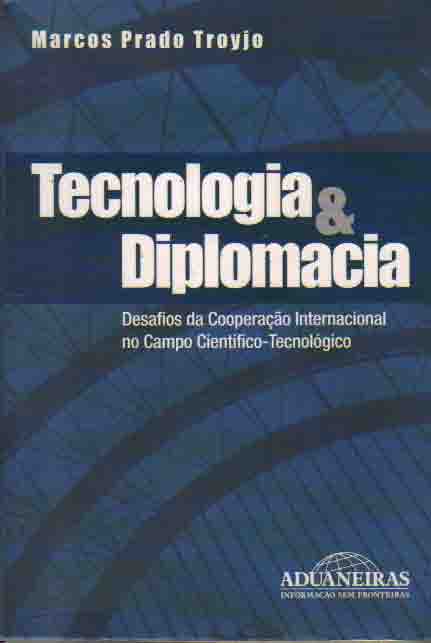 Marcos Prado Troyjo
Tecnologia &
Diplomacia
Desafios da Cooperação Internacional
no Campo Científico-Tecnológico
ADUANEIRAS
INFORMAÇÃO SEM FRONTEIRAS